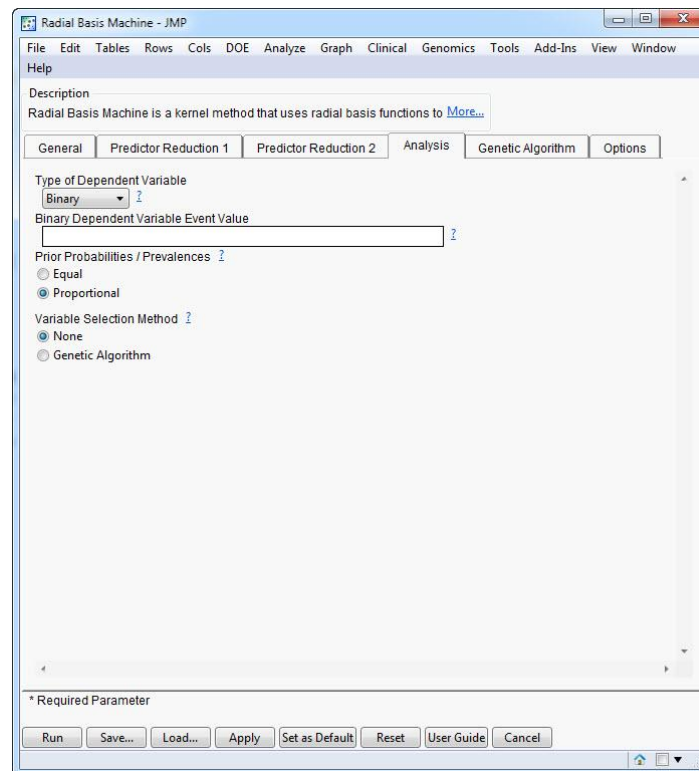 Radial Basis Machine - JMP
File Edit Tables Rows Cols DOE Analyze Graph Clinical Genomics Tools Add-Ins View Window
Help
Description
Radial Basis Machine is a kernel method that uses radial basis functions to More...
General Predictor Reduction 1 Predictor Reduction 2 Analysis Genetic Algorithm Options
Type of Dependent Variable
Binary ?
Binary Dependent Variable Event Value
?
Prior Probabilities / Prevalences ?
Equal
Proportional
Variable Selection Method ?
None
Genetic Algorithm
* Required Parameter
Run Save... Load... Apply Set as Default Reset User Guide Cancel